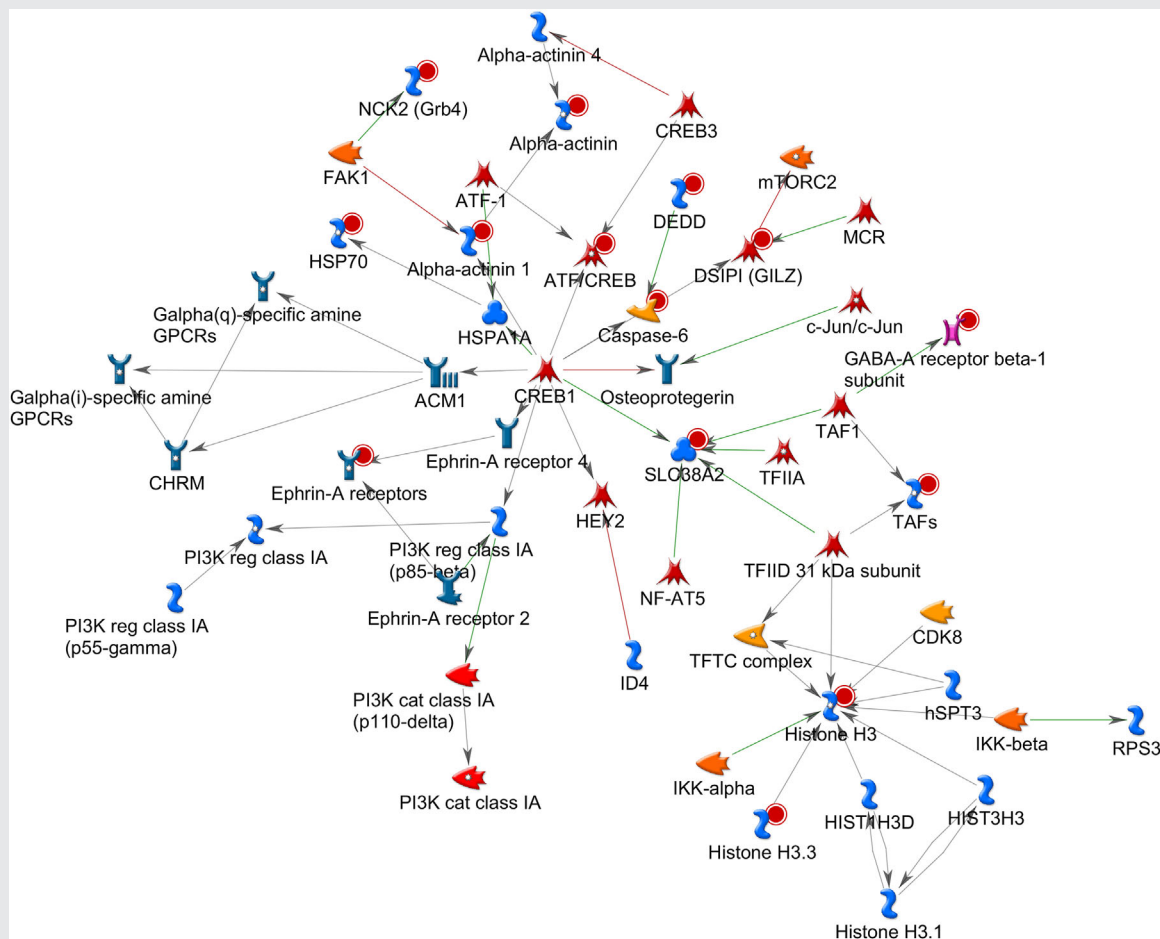 Alpha-actinin 4
NCK2 (Grb4)
CREB3
Alpha-actinin
FAK1
mTORC2
ATF-1
DEDD
MCR
HSP70
Alpha-actinin 1
ATF/CREB
DSIPI (GILZ)
Galpha(q)-specific amine
GPCRs
HSPA1A
Caspase-6
c-Jun/c-Jun
GABA-A receptor beta-1
subunit
Galpha(i)-specific amine
GPCRs
ACM1
CREB1
Osteoprotegerin
TAF1
CHRM
Ephrin-A receptor 4
SLC38A2
TFIIA
Ephrin-A receptors
HEY2
TAFs
PI3K reg class IA
PI3K reg class IA
(p85-beta)
TFIID 31 kDa subunit
NF-AT5
PI3K reg class IA
(p55-gamma)
Ephrin-A receptor 2
CDK8
TFTC complex
ID4
PI3K cat class IA
(p110-delta)
hSPT3
Histone H3
IKK-beta
RPS3
IKK-alpha
PI3K cat class IA
HIST1H3D
HIST3H3
Histone H3.3
Histone H3.1